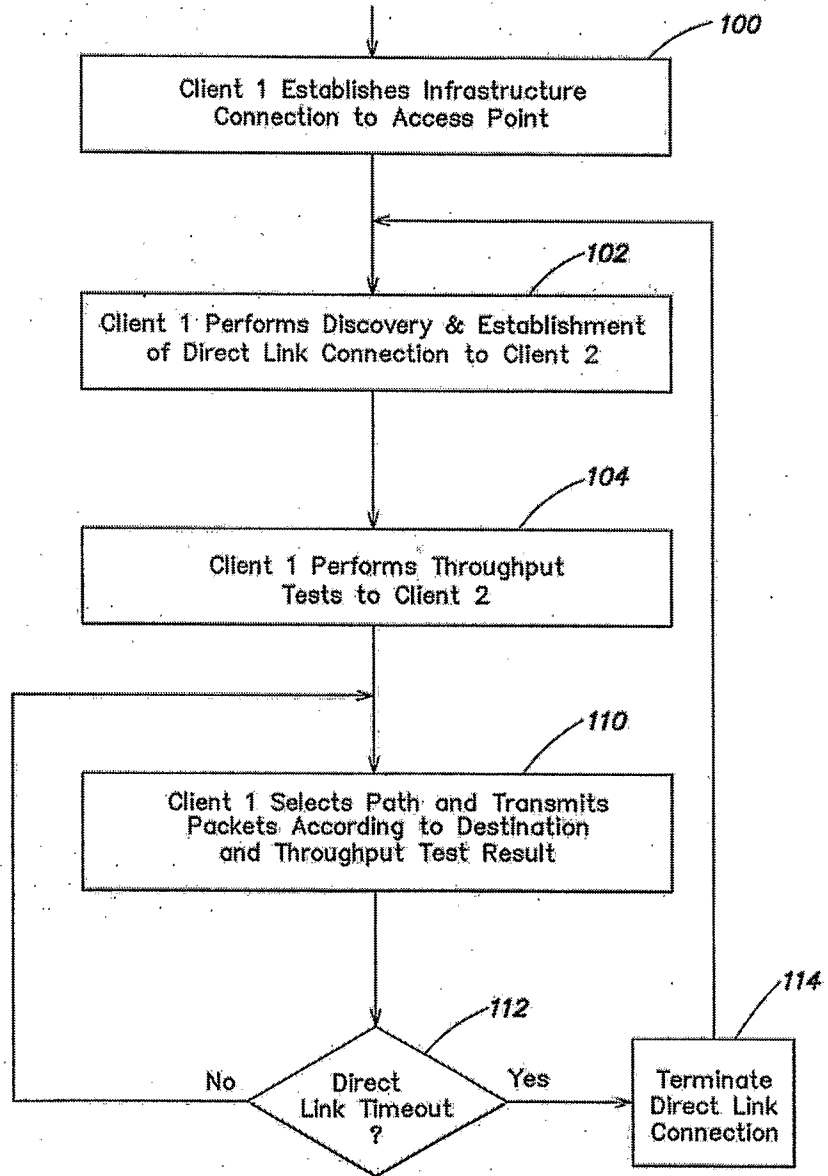 100
Client 1 Establishes Infrastructure
Connection to Access Point
102
Client 1 Performs Discovery & Establishment
of Direct Link Connection to Client 2
104
Client 1 Performs Throughput
Tests to Client 2
110
Client 1 Selects Path and Transmits
Packets According to Destination
and Throughput Test Result
112
No
Direct
Link Timeout
?
Yes
114
Terminate
Direct Link
Connection